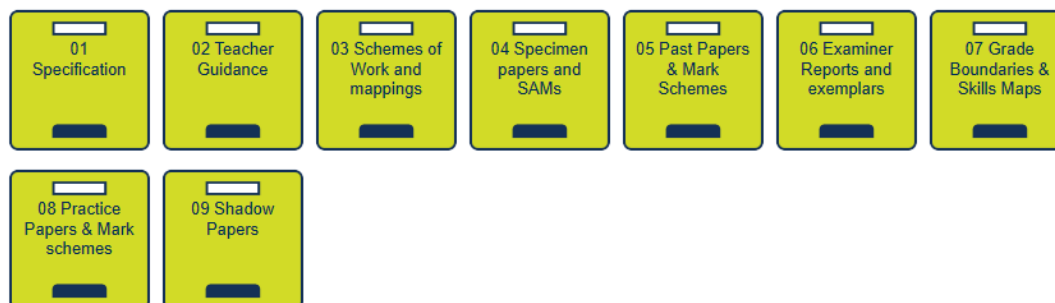 01
Specification
02 Teacher
Guidance
03 Schemes of
Work and
mappings
04 Specimen
papers and
SAMs
05 Past Papers
& Mark
Schemes
06 Examiner
Reports and
exemplars
07 Grade
Boundaries &
Skills Maps
08 Practice
Papers & Mark
schemes
09 Shadow
Papers